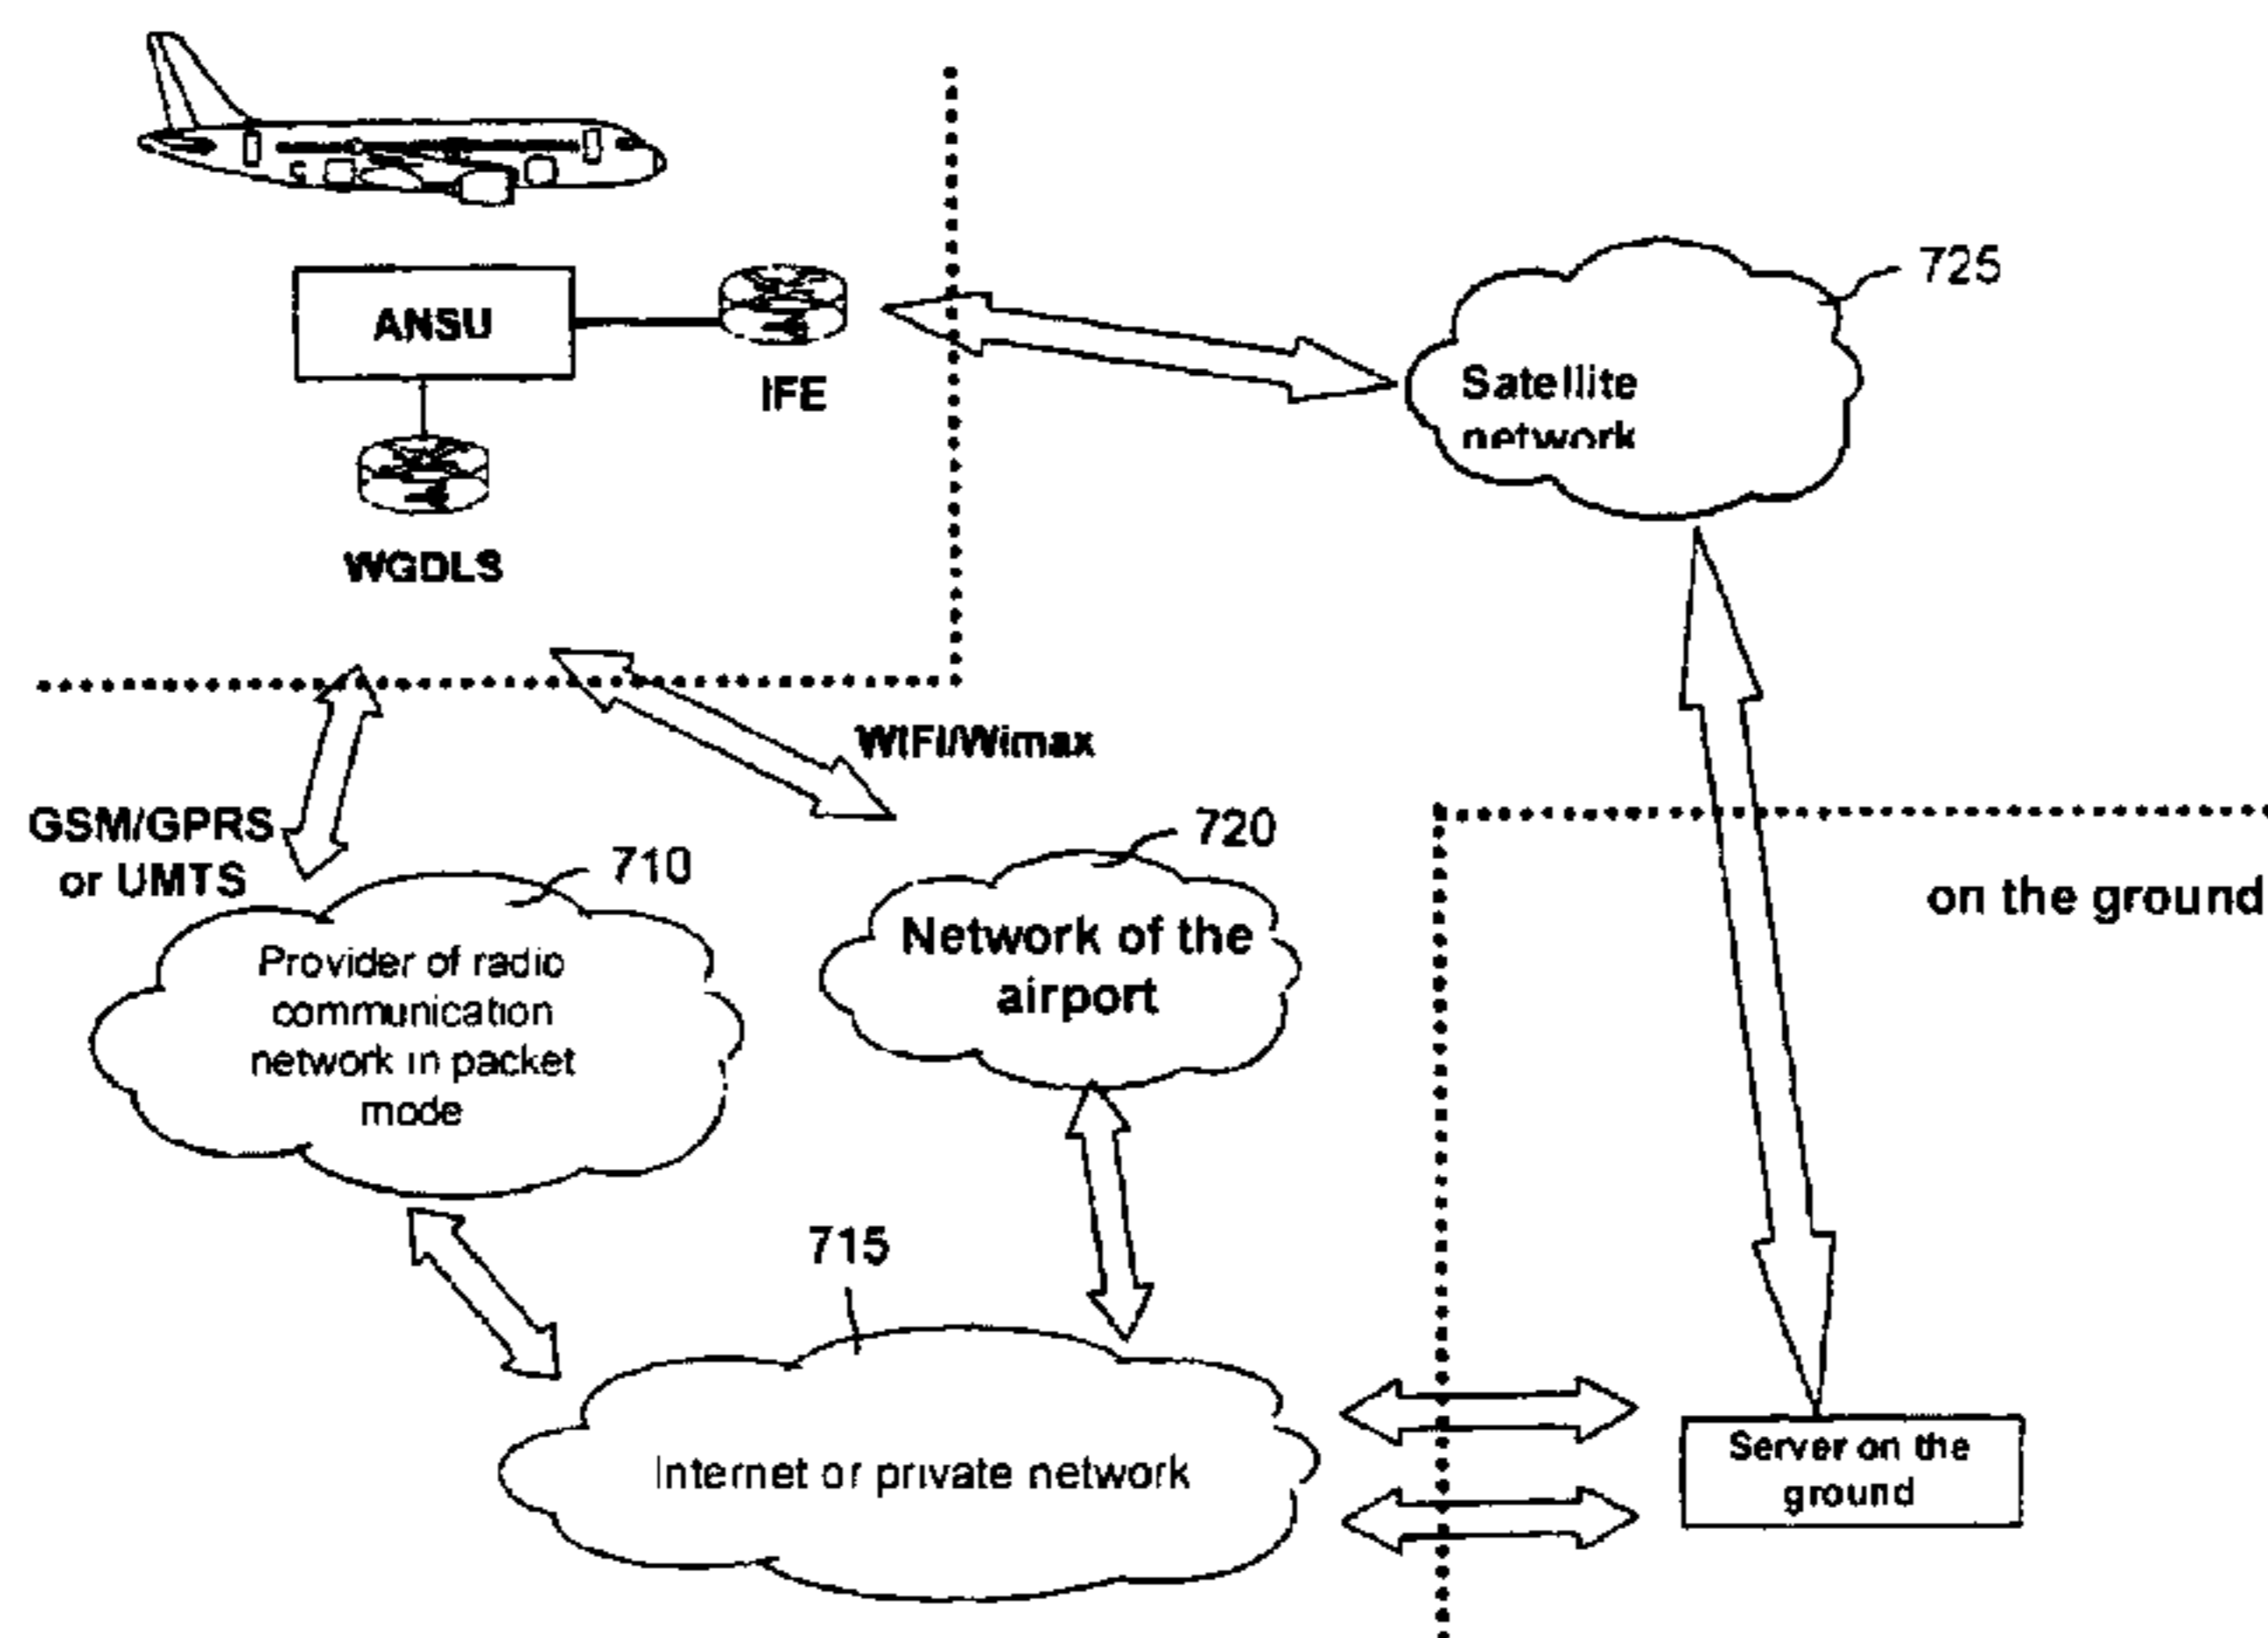 725
ANSU
IFE
Satellite
network
WGDLS
WIFI/Wimax
GSM/GPRS
or UMTS
710
720
on the ground
Provider of radio
communication
network in packet
mode
Network of the
airport
715
Internet or private network
Server on the
ground